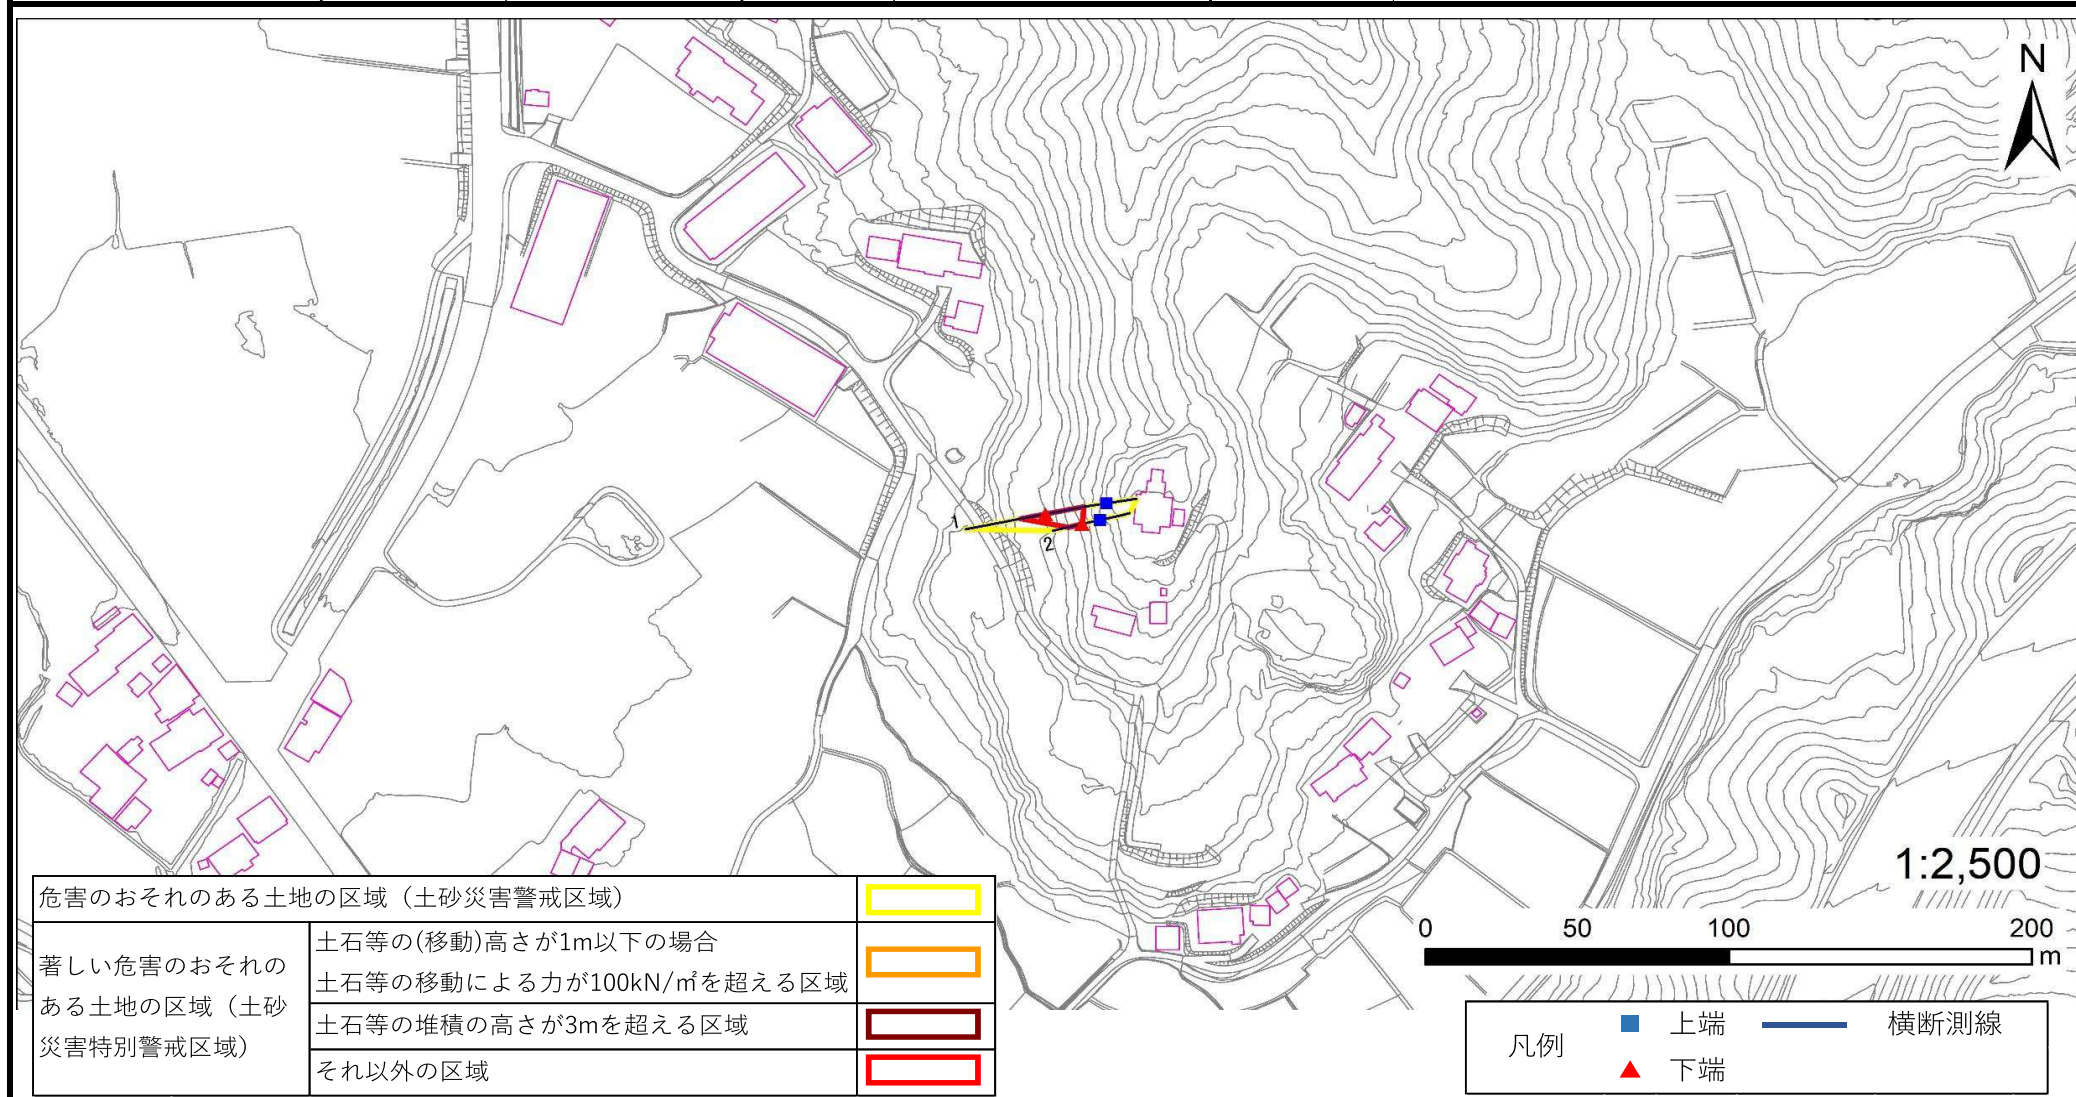 N
1
2
1:2,500
0 50 100 200
m
危害のおそれのある土地の区域（土砂災害警戒区域）
著しい危害のおそれの
ある土地の区域（土砂
災害特別警戒区域）
土石等の(移動)高さが1m以下の場合
土石等の移動による力が100kN/㎡を超える区域
土石等の堆積の高さが3mを超える区域
それ以外の区域
凡例
上端
横断測線
下端